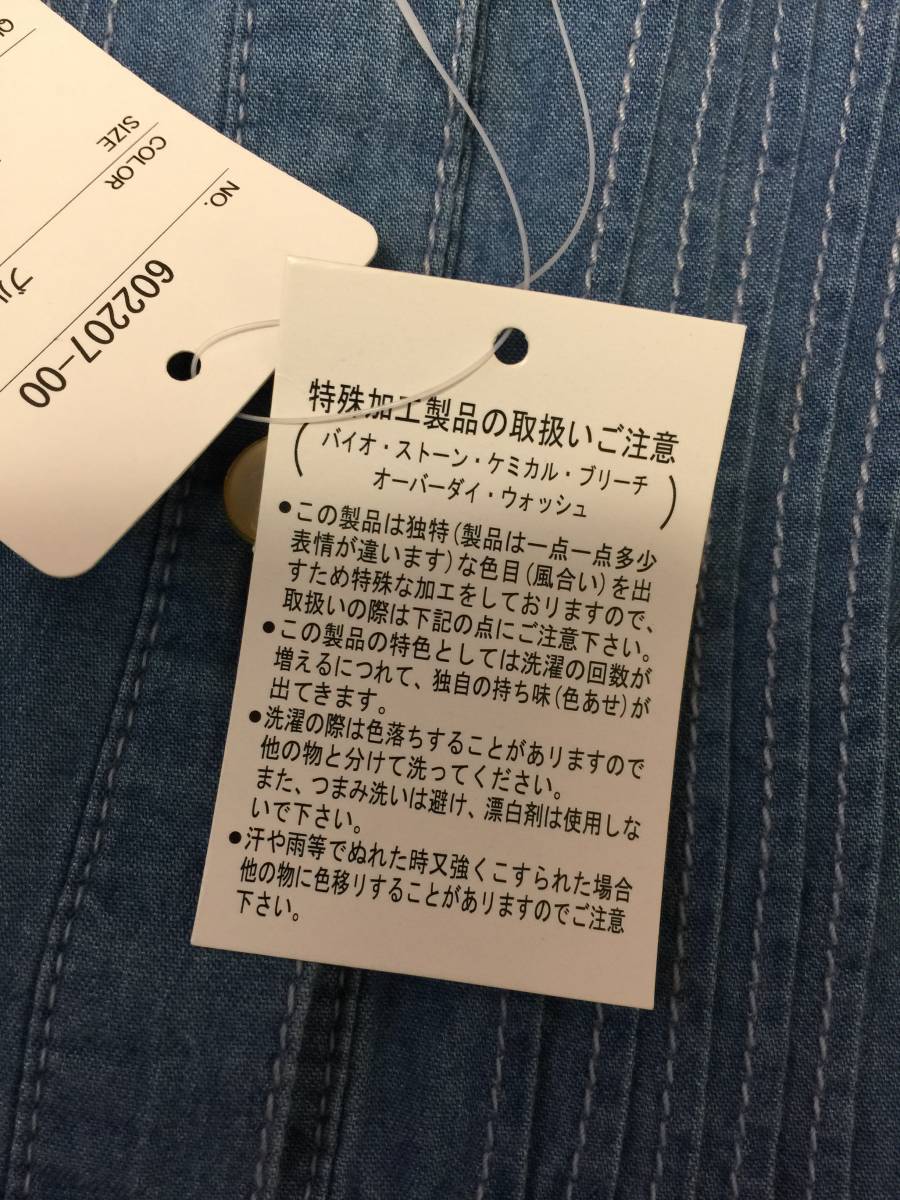 SIZE
COLOR
NO.
602207-00
特殊加工製品の取扱いご注意
(バイオ・ストーン・ケミカル・ブリーチ
オーバーダイ・ウォッシュ)
●この製品は独特(製品は一点一点多少
表情が違います)な色目(風合い)を出
すため特殊な加工をしておりますので、
取扱いの際は下記の点にご注意下さい。
●この製品の特色としては洗濯の回数が
増えるにつれて、独自の持ち味(色あせ)が
出てきます。
●洗濯の際は色落ちすることがありますので
他の物と分けて洗ってください。
また、つまみ洗いは避け、漂白剤は使用しな
いで下さい。
●汗や雨等でぬれた時又強くこすられた場合
他の物に色移りすることがありますのでご注意
下さい。